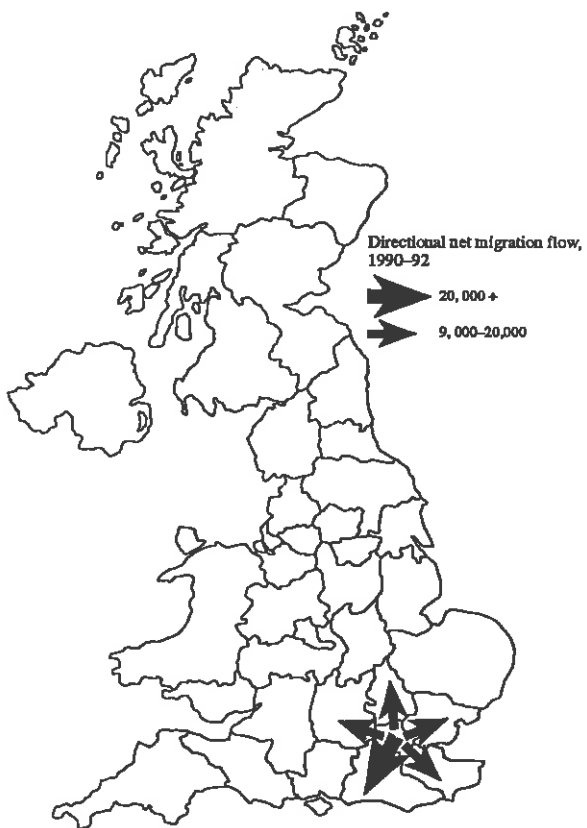 Directional net migration flow,
1990–92
20, 000 +
9, 000–20,000